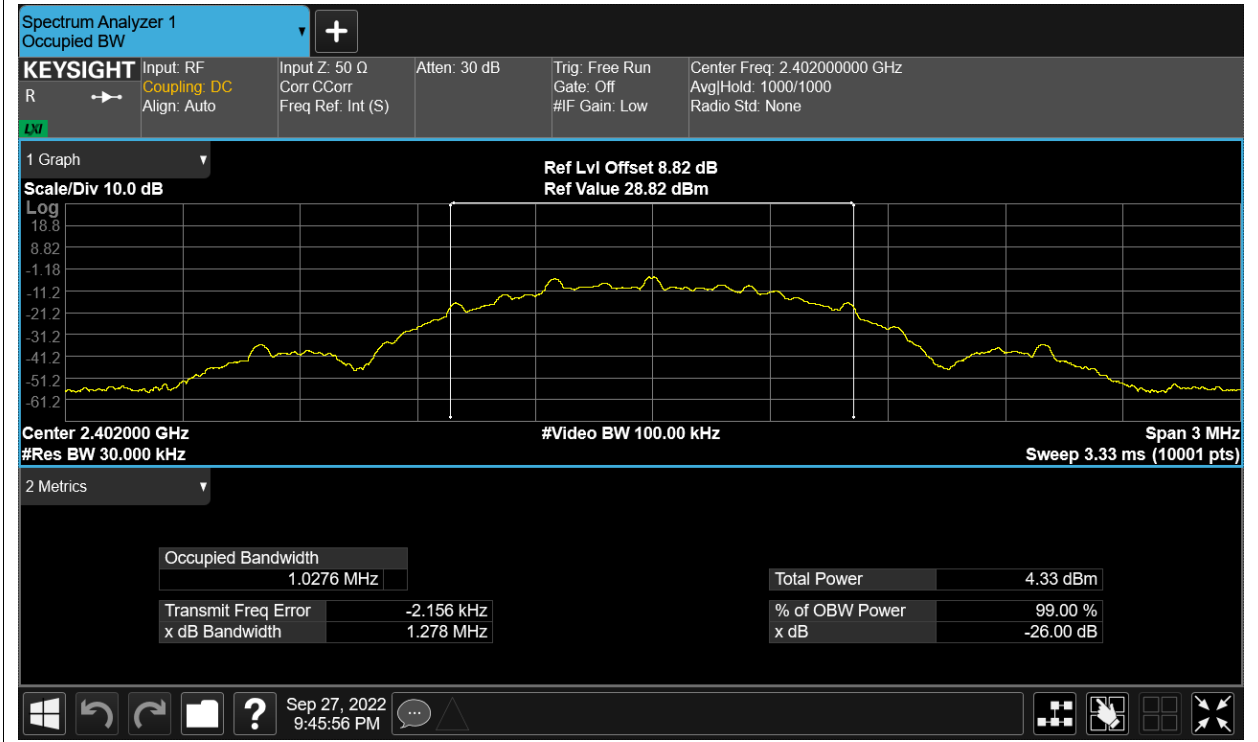 Spectrum Analyzer 1
Occupied BW
KEYSIGHT
R
LXI
Input: RF
Coupling: DC
Align: Auto
Input Z: 50 Ω
Corr CCorr
Freq Ref: Int (S)
Atten: 30 dB
Trig: Free Run
Gate: Off
#IF Gain: Low
Center Freq: 2.402000000 GHz
Avg|Hold: 1000/1000
Radio Std: None
1 Graph
Scale/Div 10.0 dB
Ref Lvl Offset 8.82 dB
Ref Value 28.82 dBm
Log
18.8
8.82
-1.18
-11.2
-21.2
-31.2
-41.2
-51.2
-61.2
Center 2.402000 GHz
#Video BW 100.00 kHz
Span 3 MHz
#Res BW 30.000 kHz
Sweep 3.33 ms (10001 pts)
2 Metrics
Occupied Bandwidth
1.0276 MHz
Total Power 4.33 dBm
Transmit Freq Error -2.156 kHz
% of OBW Power 99.00 %
x dB Bandwidth 1.278 MHz
x dB -26.00 dB
?
Sep 27, 2022
9:45:56 PM